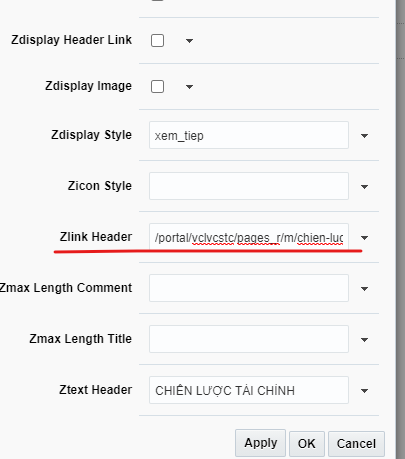 Zdisplay Header Link
Zdisplay Image
Zdisplay Style xem_tiep
Zicon Style
Zlink Header /portal/vclvcstc/pages_r/m/chien-luợ
Zmax Length Comment
Zmax Length Title
Ztext Header CHIẾN LƯỢC TÀI CHÍNH
Apply OK Cancel